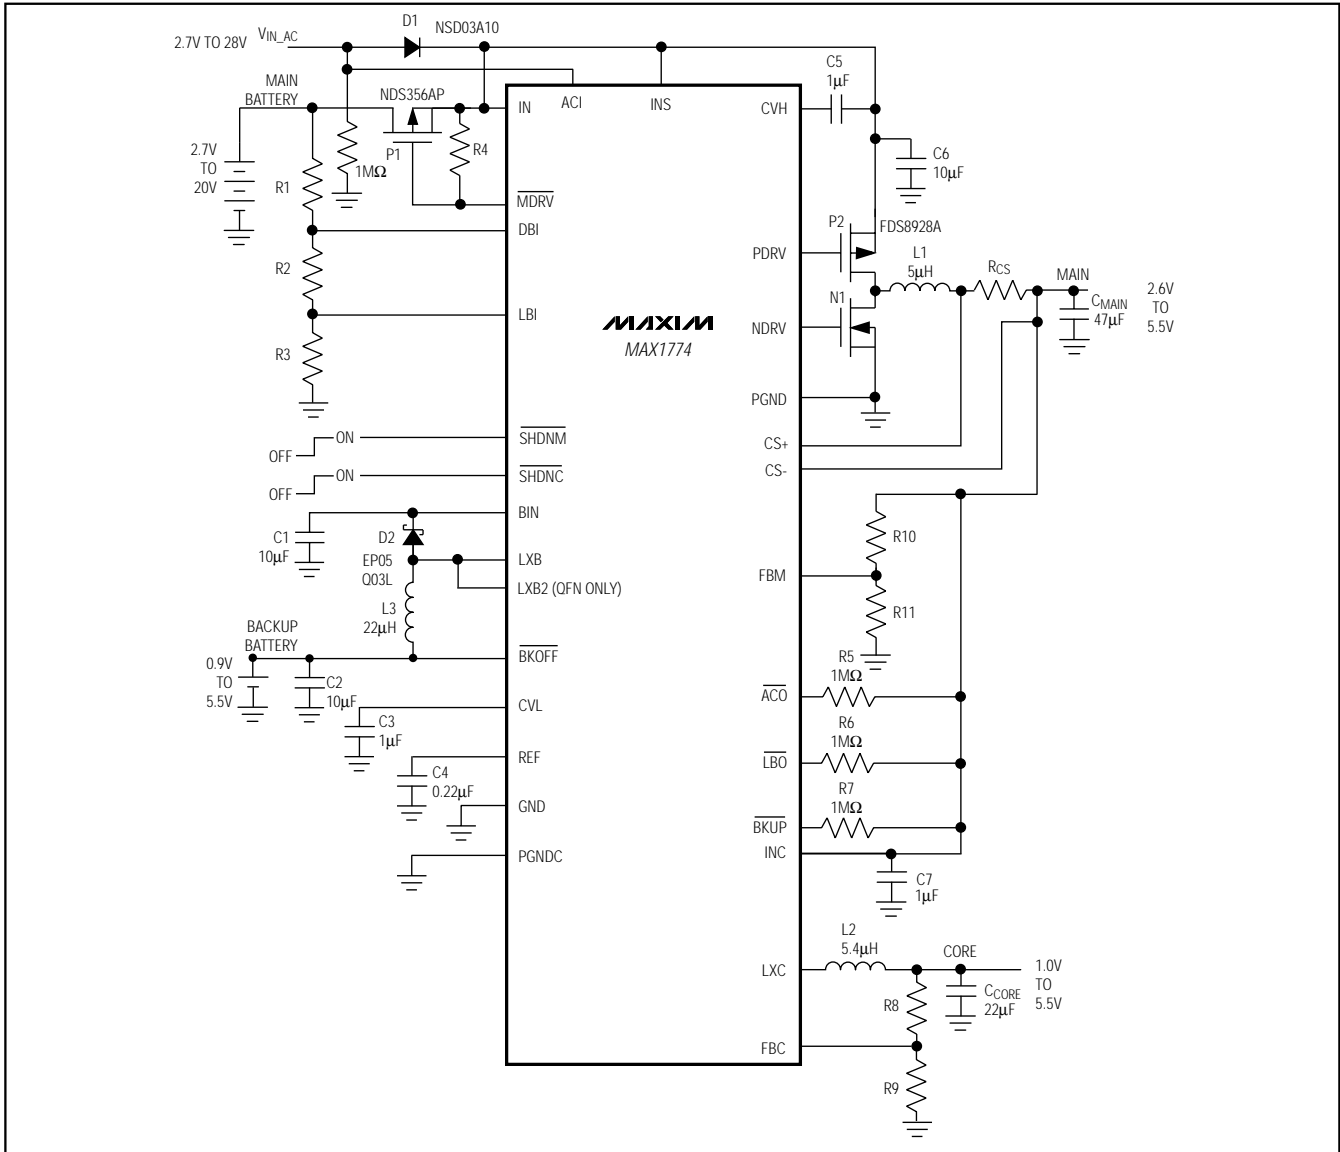 D1
NSD03A10
2.7V TO 28V
VIN_AC
C5
1µF
MAIN
BATTERY
NDS356AP
IN
ACI
INS
CVH
2.7V
TO
20V
R1
1MΩ
P1
R4
C6
10µF
MDRV
DBI
P2
FDS8928A
PDRV
L1
5µH
RCS
MAIN
2.6V
TO
5.5V
CMAIN
47µF
R2
LBI
N1
NDRV
MAXIM
MAX1774
R3
PGND
CS+
CS-
OFF
ON
SHDNM
OFF
ON
SHDNC
C1
10µF
D2
EP05
Q03L
BIN
LXB
LXB2 (QFN ONLY)
L3
22µH
R10
FBM
R11
BACKUP
BATTERY
0.9V
TO
5.5V
C2
10µF
BKOFF
C3
1µF
CVL
R5
1MΩ
ACO
REF
C4
0.22µF
R6
1MΩ
LBO
GND
R7
1MΩ
BKUP
INC
PGNDC
C7
1µF
L2
5.4µH
CORE
LXC
1.0V
TO
5.5V
CCORE
22µF
R8
FBC
R9